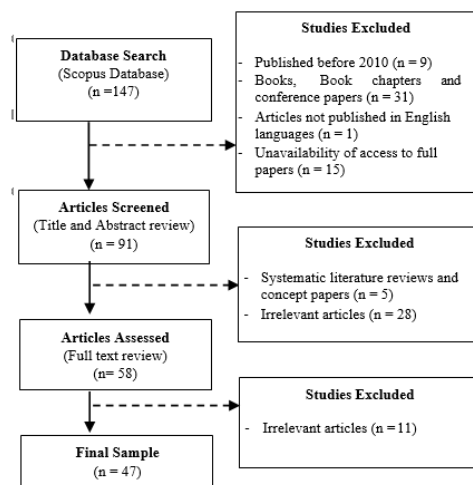 Database Search
(Scopus Database)
(n =147)
Studies Excluded
- Published before 2010 (n = 9)
- Books, Book chapters and
conference papers (n = 31)
- Articles not published in English
languages (n = 1)
- Unavailability of access to full
papers (n = 15)
Articles Screened
(Title and Abstract review)
(n = 91)
Studies Excluded
- Systematic literature reviews and
concept papers (n = 5)
- Irrelevant articles (n = 28)
Articles Assessed
(Full text review)
(n= 58)
Studies Excluded
- Irrelevant articles (n = 11)
Final Sample
(n = 47)